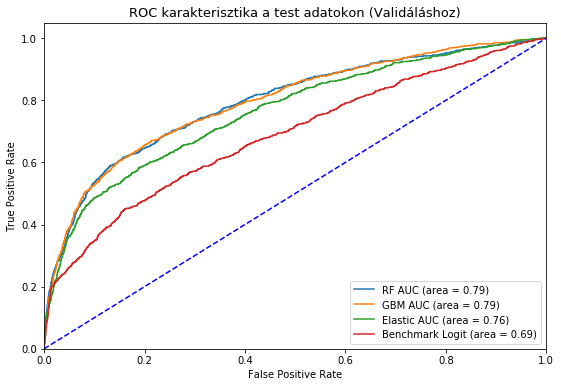 ROC karakterisztika a test adatokon (Validáláshoz)
True Positive Rate
1.0
0.8
0.6
0.4
0.2
0.0
0.0 0.2 0.4 0.6 0.8 1.0
False Positive Rate
RF AUC (area = 0.79)
GBM AUC (area = 0.79)
Elastic AUC (area = 0.76)
Benchmark Logit (area = 0.69)